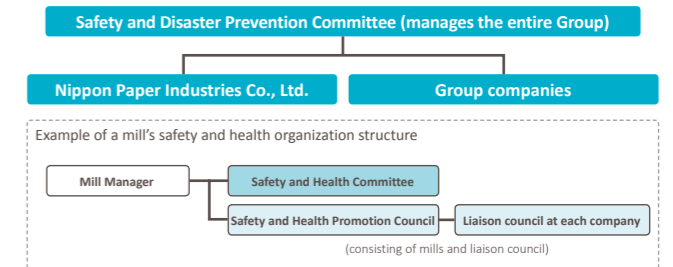 Safety and Disaster Prevention Committee (manages the entire Group)
Nippon Paper Industries Co., Ltd.
Group companies
Example of a mill's safety and health organization structure
Mill Manager
Safety and Health Committee
Safety and Health Promotion Council
Liaison council at each company
(consisting of mills and liaison council)